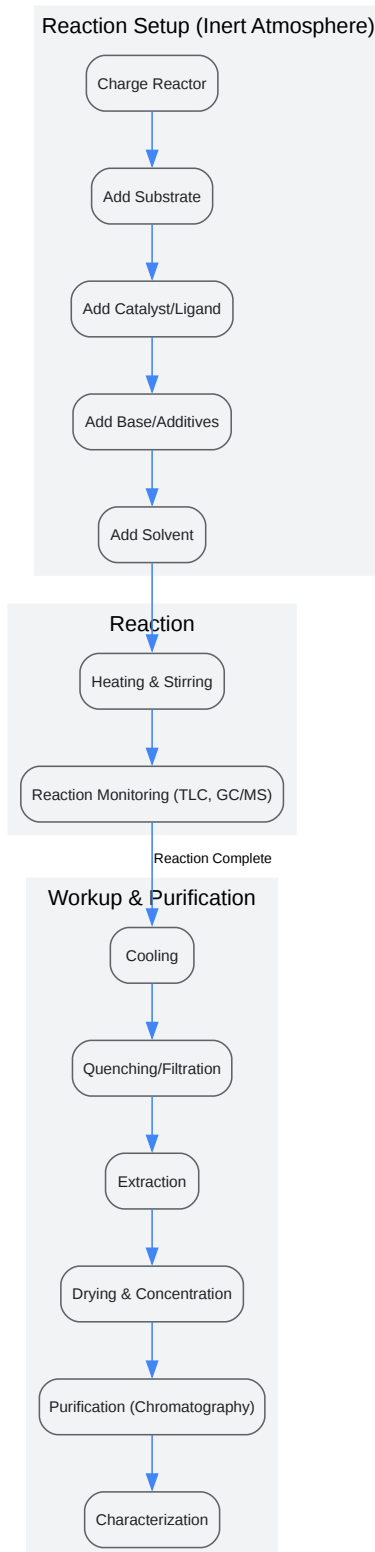 Reaction Setup (Inert Atmosphere)
Charge Reactor
Add Substrate
Add Catalyst/Ligand
Add Base/Additives
Add Solvent
Reaction
Heating & Stirring
Reaction Monitoring (TLC, GC/MS)
Reaction Complete
Workup & Purification
Cooling
Quenching/Filtration
Extraction
Drying & Concentration
Purification (Chromatography)
Characterization